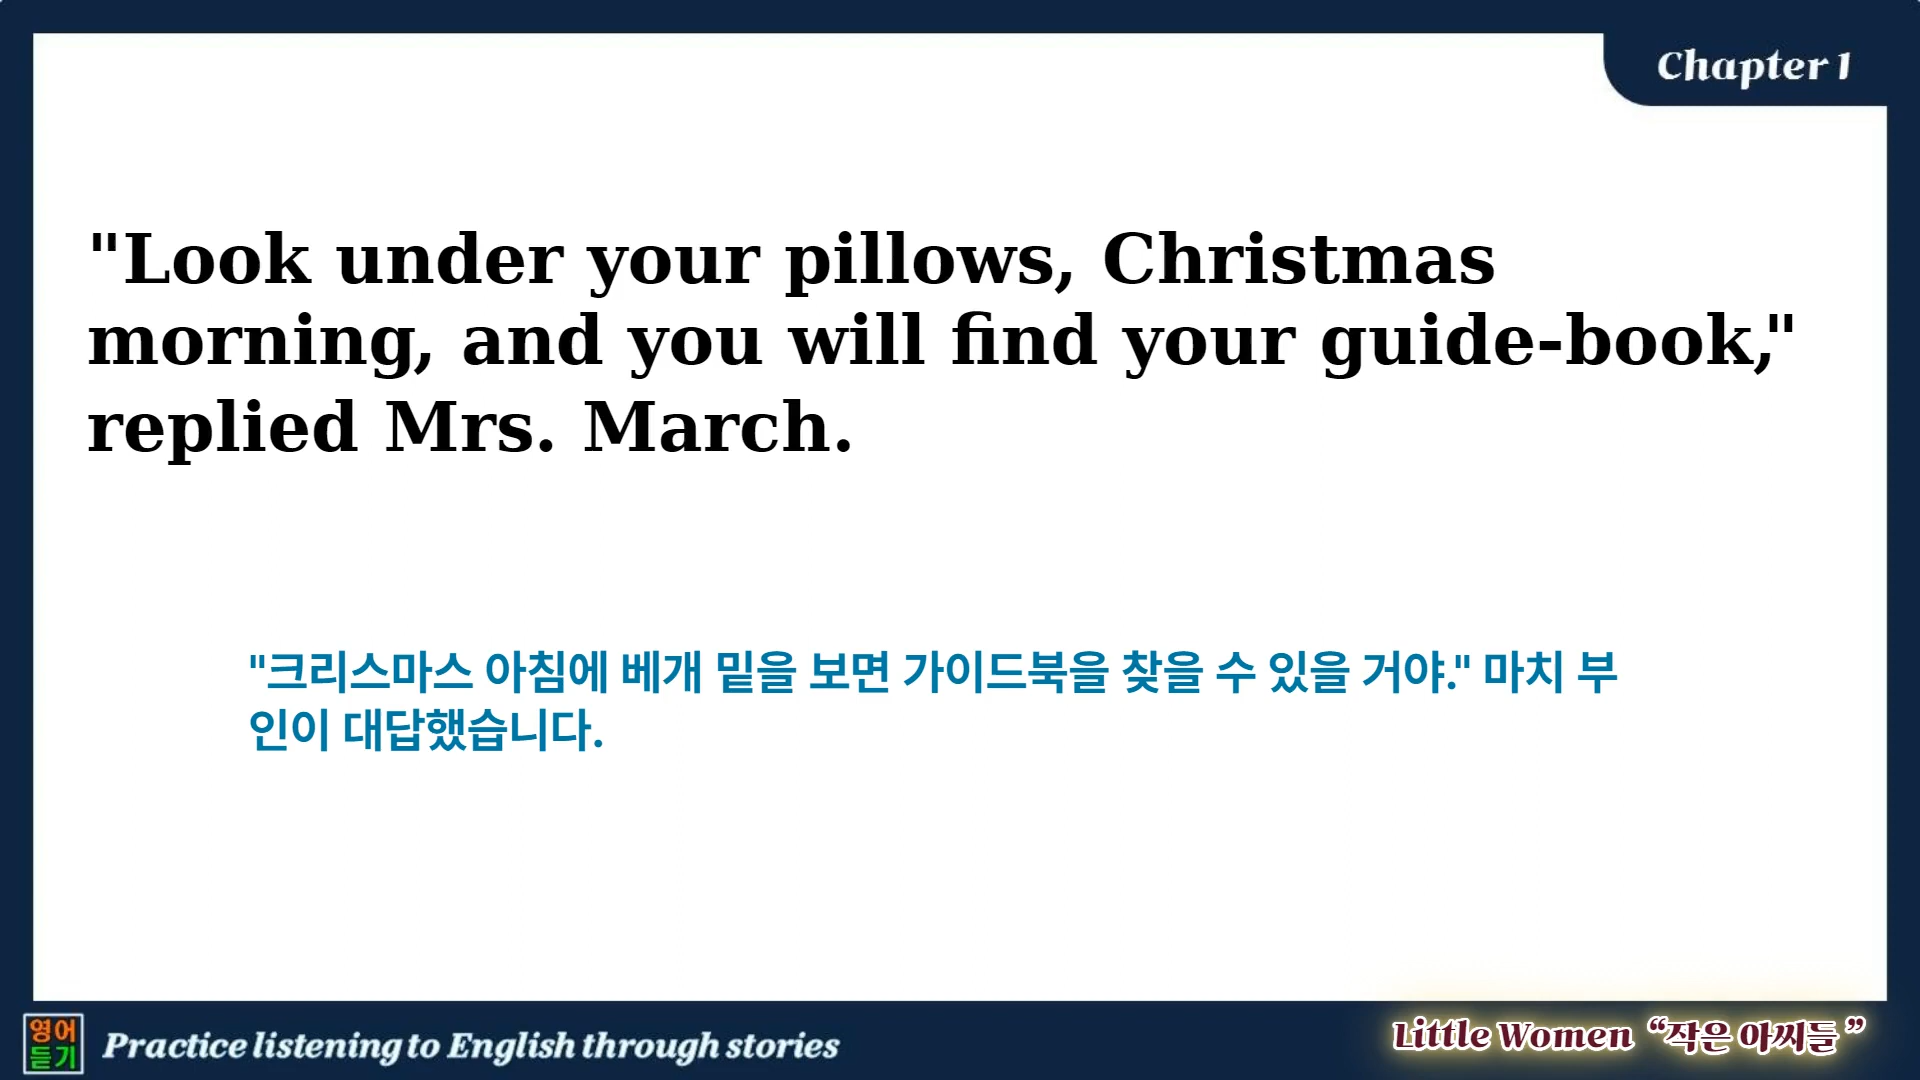 Chapter 1
"Look under your pillows, Christmas
morning, and you will find your guide-book,"
replied Mrs. March.
"크리스마스 아침에 베개 밑을 보면 가이드북을 찾을 수 있을 거야." 마치 부
인이 대답했습니다.
영어
듣기
Practice listening to English through stories
Little Women “작은 아씨들”